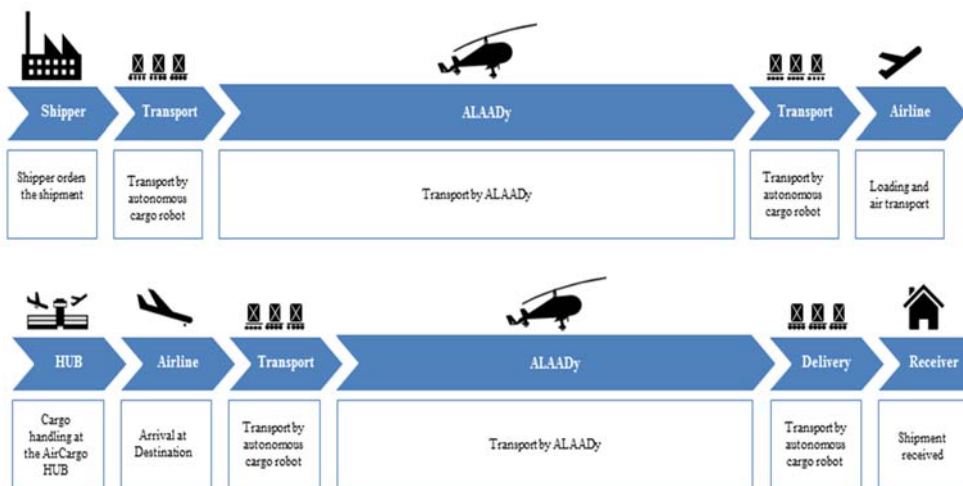 Shipper
Transport
ALAADy
Transport
Airline
Shipper orders
the shipment
Transport by
autonomous
cargo robot
Transport by ALAADy
Transport by
autonomous
cargo robot
Loading and
air transport
HUB
Airline
Transport
ALAADy
Delivery
Receiver
Cargo
handling at
the AirCargo
HUB
Arrival at
Destination
Transport by
autonomous
cargo robot
Transport by ALAADy
Transport by
autonomous
cargo robot
Shipment
received